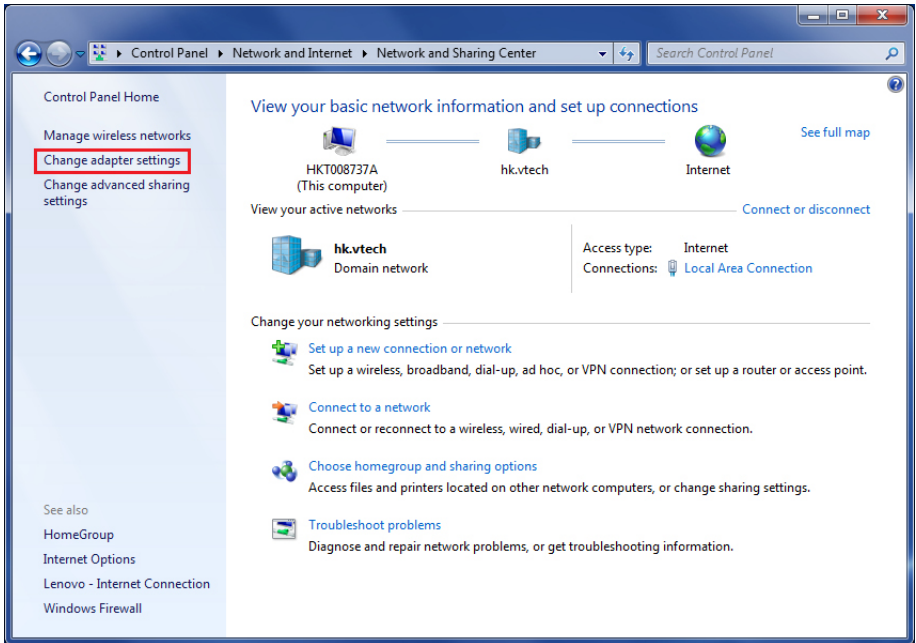 Control Panel ▸ Network and Internet ▸ Network and Sharing Center
Search Control Panel
Control Panel Home
Manage wireless networks
Change adapter settings
Change advanced sharing
settings
View your basic network information and set up connections
See full map
HKT008737A
(This computer)
hk.vtech
Internet
View your active networks
Connect or disconnect
hk.vtech
Domain network
Access type: Internet
Connections: Local Area Connection
Change your networking settings
Set up a new connection or network
Set up a wireless, broadband, dial-up, ad hoc, or VPN connection; or set up a router or access point.
Connect to a network
Connect or reconnect to a wireless, wired, dial-up, or VPN network connection.
Choose homegroup and sharing options
Access files and printers located on other network computers, or change sharing settings.
Troubleshoot problems
Diagnose and repair network problems, or get troubleshooting information.
See also
HomeGroup
Internet Options
Lenovo - Internet Connection
Windows Firewall